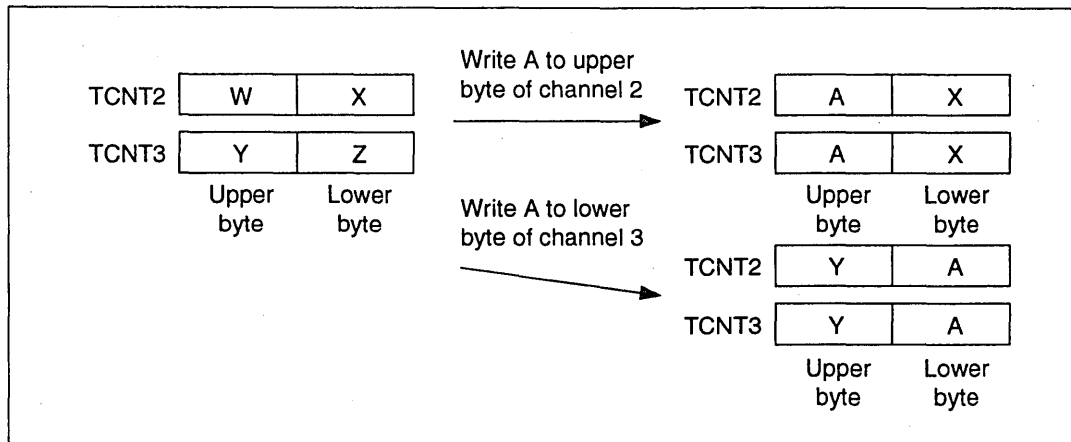 TCNT2 W X
TCNT3 Y Z
Upper byte Lower byte
Write A to upper
byte of channel 2
TCNT2 A X
TCNT3 A X
Upper byte Lower byte
Write A to lower
byte of channel 3
TCNT2 Y A
TCNT3 Y A
Upper byte Lower byte